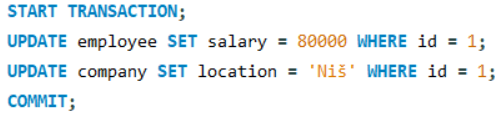 START TRANSACTION;
UPDATE employee SET salary = 80000 WHERE id = 1;
UPDATE company SET location = 'Niš' WHERE id = 1;
COMMIT;